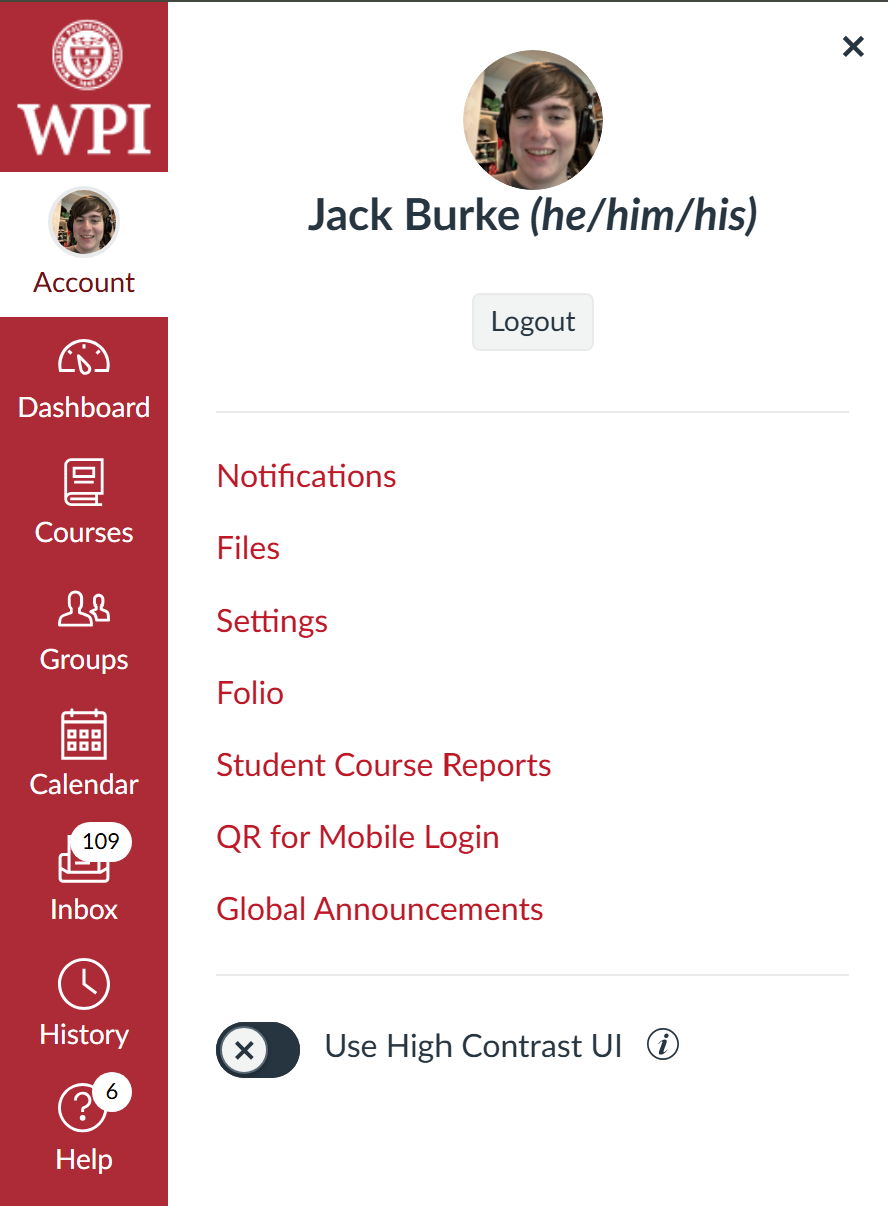 WPI
Account
Dashboard
Courses
Groups
Calendar
109
Inbox
History
6
Help
Jack Burke (he/him/his)
Logout
Notifications
Files
Settings
Folio
Student Course Reports
QR for Mobile Login
Global Announcements
Use High Contrast UI